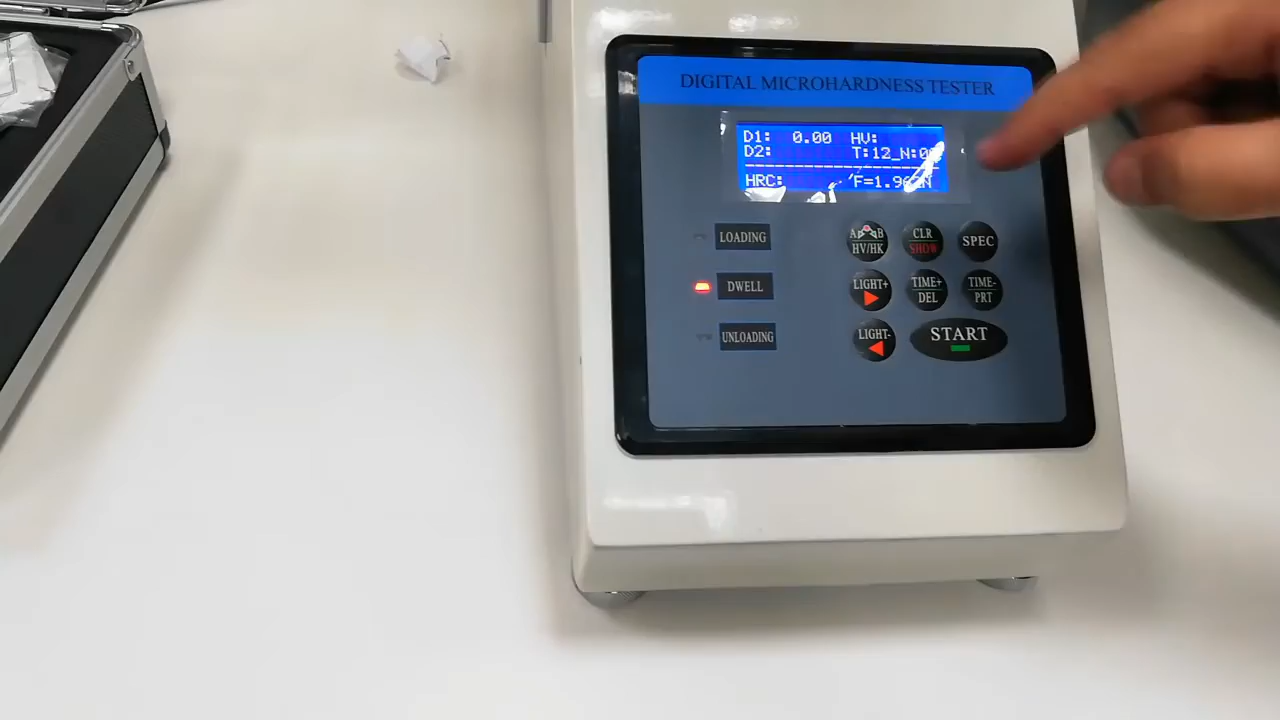 DIGITAL MICROHARDNESS TESTER
D1: 0.00 HV:
D2: T:12_N:0
HRC: F=1.962N
LOADING
DWELL
UNLOADING
A B
HV/HK
CLR
SHOW
SPEC
LIGHT+
TIME+
DEL
TIME-
PRT
LIGHT-
START